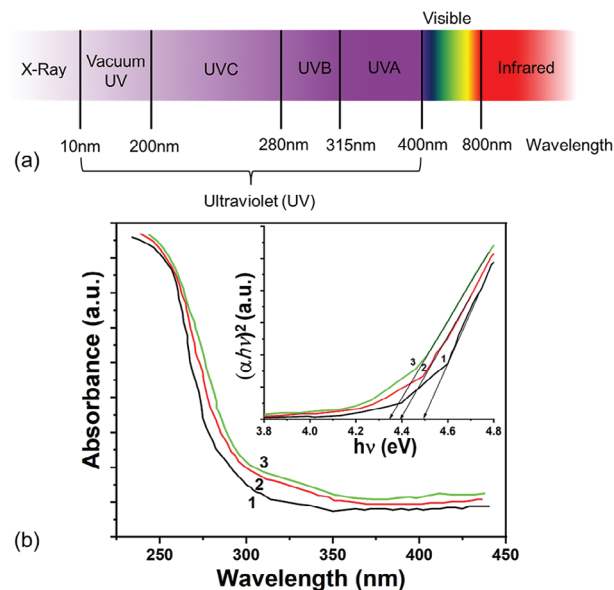 Visible
X-Ray
Vacuum
UV
UVC
UVB
UVA
Infrared
(a)
10nm
200nm
280nm
315nm
400nm
800nm
Wavelength
Ultraviolet (UV)
(b)
Absorbance (a.u.)
3
2
1
250
300
350
400
450
Wavelength (nm)
(αhν)² (a.u.)
3
2
1
3.8
4.0
4.2
4.4
4.6
4.8
hν (eV)